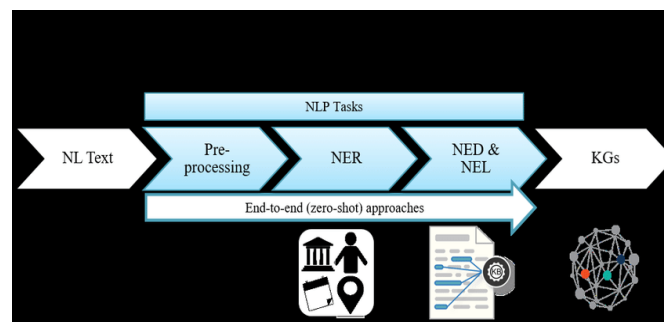 NLP Tasks
NL Text
Pre-
processing
NER
NED &
NEL
KGs
End-to-end (zero-shot) approaches
KB